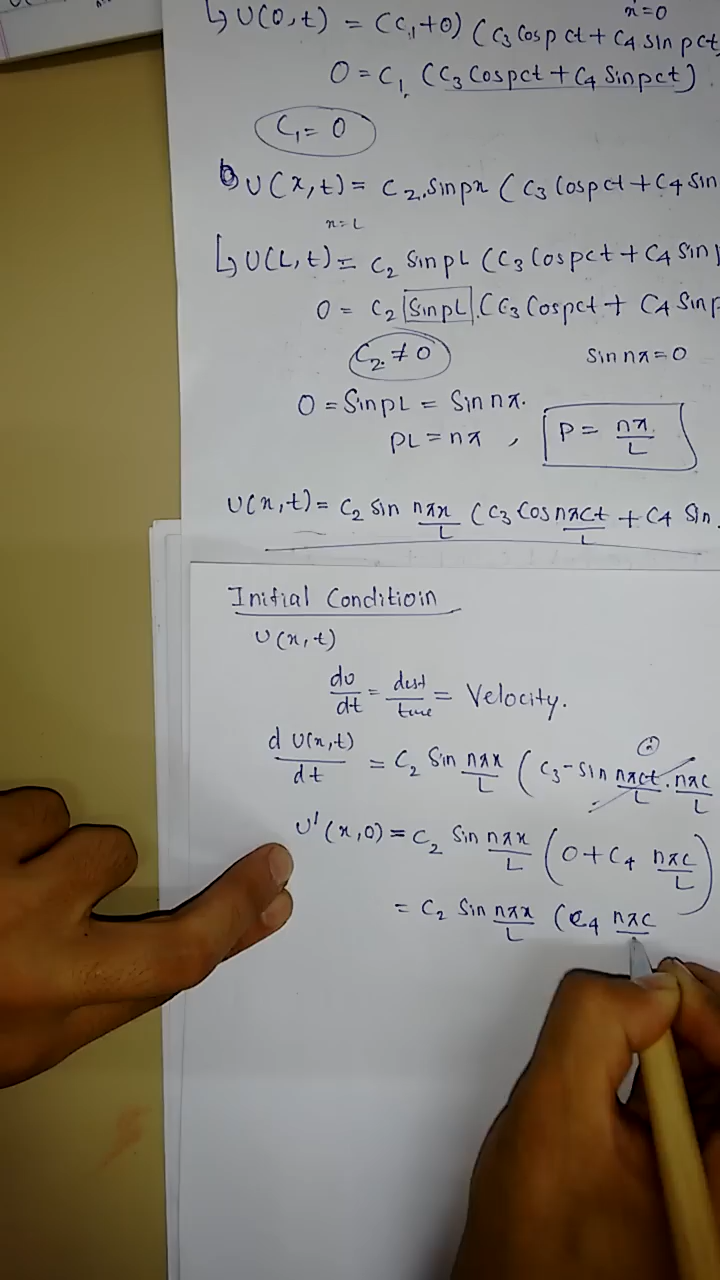 x=0
↳ U(0,t) = (C₁+0) (C₃ Cos pct + C₄ sin pct
0 = C₁ (C₃ Cospct + C₄ Sinpct)
C₁ = 0
U(x,t) = C₂ sinpx (C₃ Cospct + C₄ Sin
x=L
↳ U(L,t) = C₂ Sin pL (C₃ Cospct + C₄ Sin
0 = C₂ Sin pL . (C₃ Cospct + C₄ Sin
C₂ ≠ 0 Sin nπ = 0
0 = Sin pL = Sin nπ.
PL = nπ , P = nπ/L
U(x,t) = C₂ sin nπx/L (C₃ Cos nπct/L + C₄ Sin
Initial Conditioin
U(x,t)
du/dt = dist/time = Velocity.
d U(x,t)/dt = C₂ Sin nπx/L (C₃ -sin nπct/L . nπc/L
U'(x,0) = C₂ Sin nπx/L (0 + C₄ nπc/L)
= C₂ Sin nπx/L (C₄ nπc